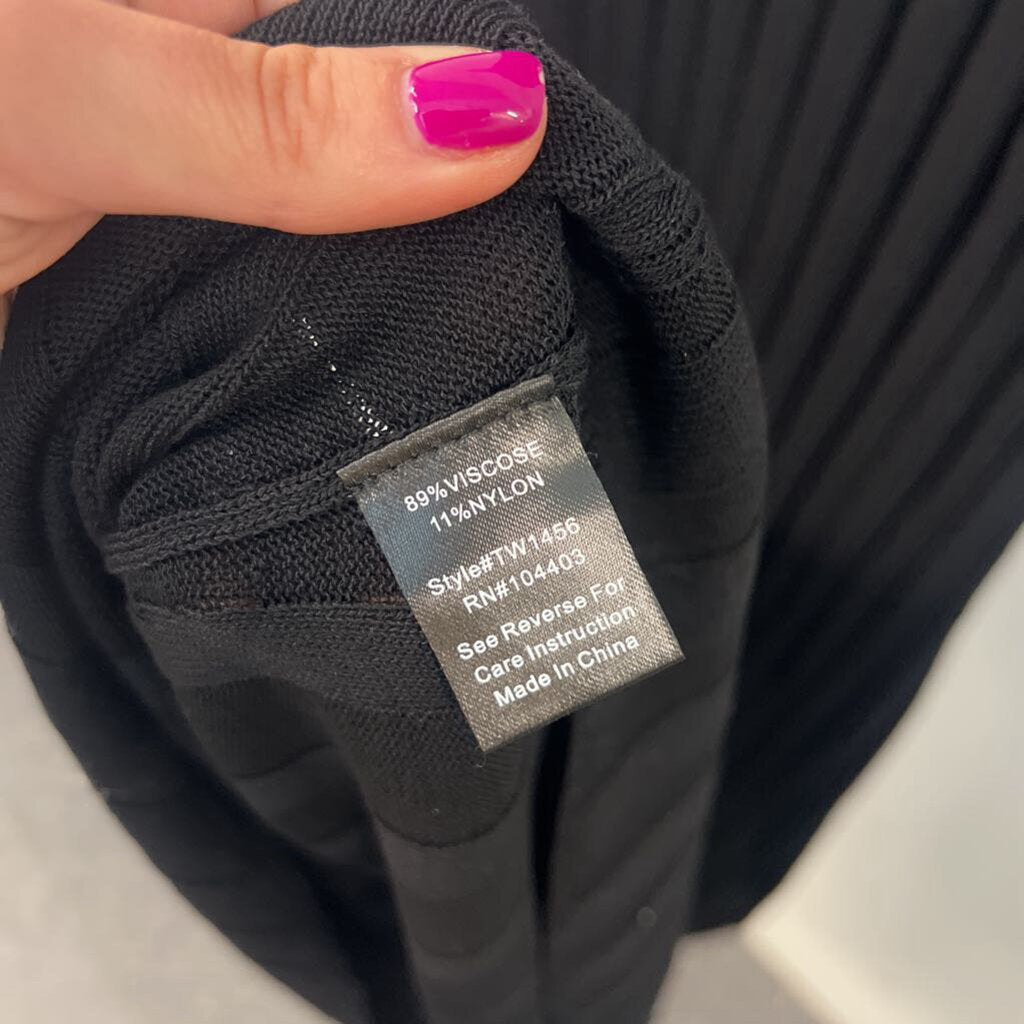 89%VISCOSE
11%NYLON
Style#TW1456
RN#104403
See Reverse For
Care Instruction
Made In China